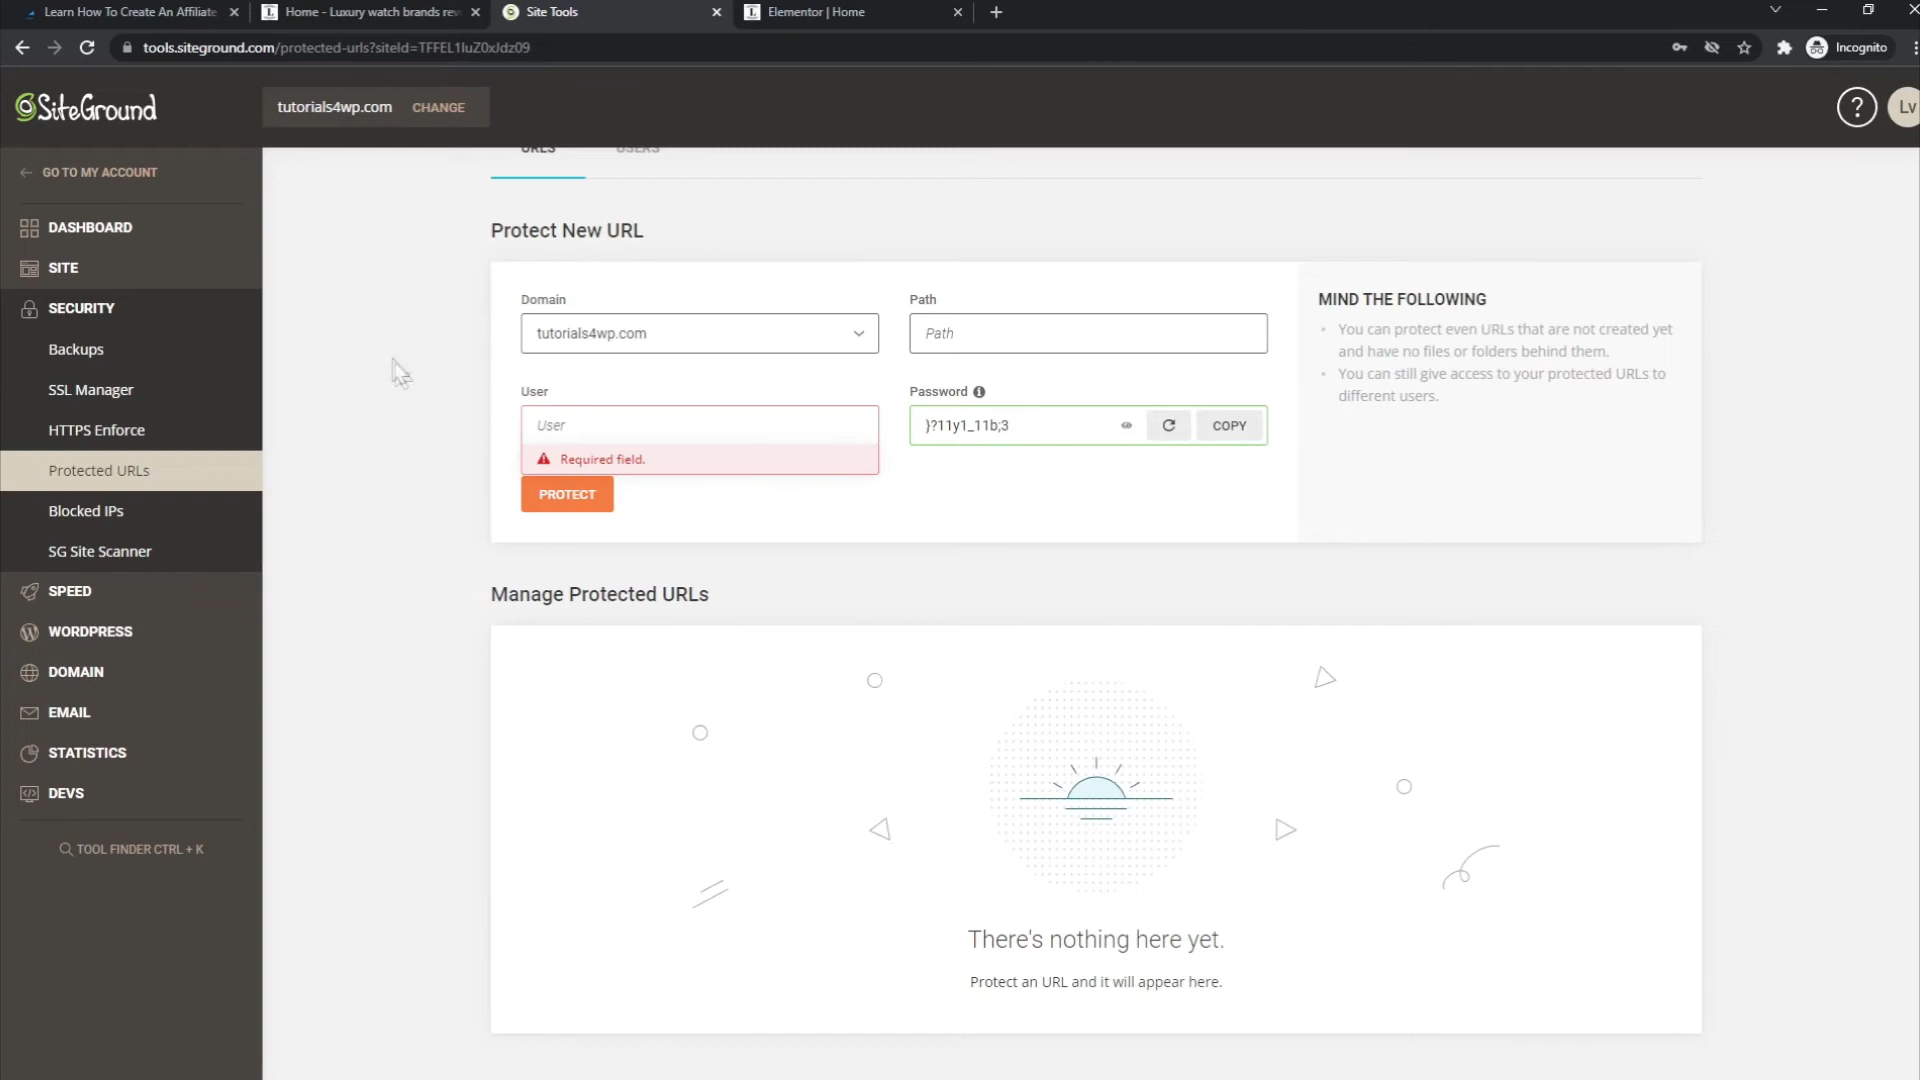 Learn How To Create An Affiliate
Home - Luxury watch brands rev
Site Tools
Elementor | Home
tools.siteground.com/protected-urls?siteId=TFFEL1luZ0xJdz09
Incognito
SiteGround
tutorials4wp.com CHANGE
?
Lv
GO TO MY ACCOUNT
DASHBOARD
SITE
SECURITY
Backups
SSL Manager
HTTPS Enforce
Protected URLs
Blocked IPs
SG Site Scanner
SPEED
WORDPRESS
DOMAIN
EMAIL
STATISTICS
DEVS
TOOL FINDER CTRL + K
URLS USERS
Protect New URL
Domain
tutorials4wp.com
Path
Path
User
User
Required field.
Password
}?11y1_11b;3
COPY
PROTECT
MIND THE FOLLOWING
You can protect even URLs that are not created yet
and have no files or folders behind them.
You can still give access to your protected URLs to
different users.
Manage Protected URLs
There's nothing here yet.
Protect an URL and it will appear here.